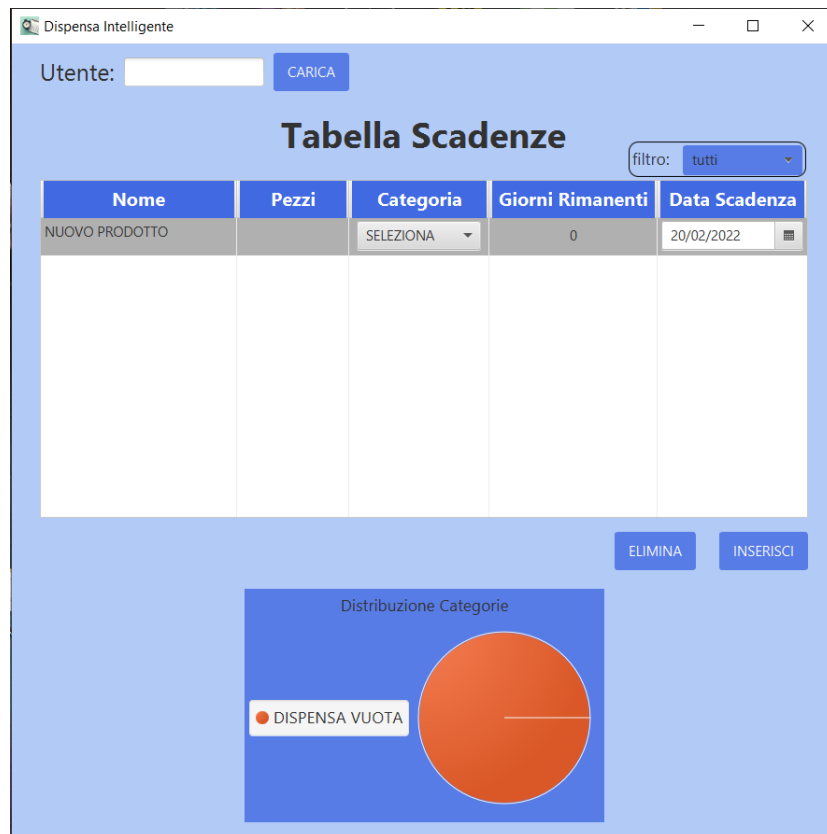 Dispensa Intelligente
Utente: CARICA
Tabella Scadenze
filtro: tutti
Nome Pezzi Categoria Giorni Rimanenti Data Scadenza
NUOVO PRODOTTO SELEZIONA 0 20/02/2022
ELIMINA INSERISCI
Distribuzione Categorie
DISPENSA VUOTA